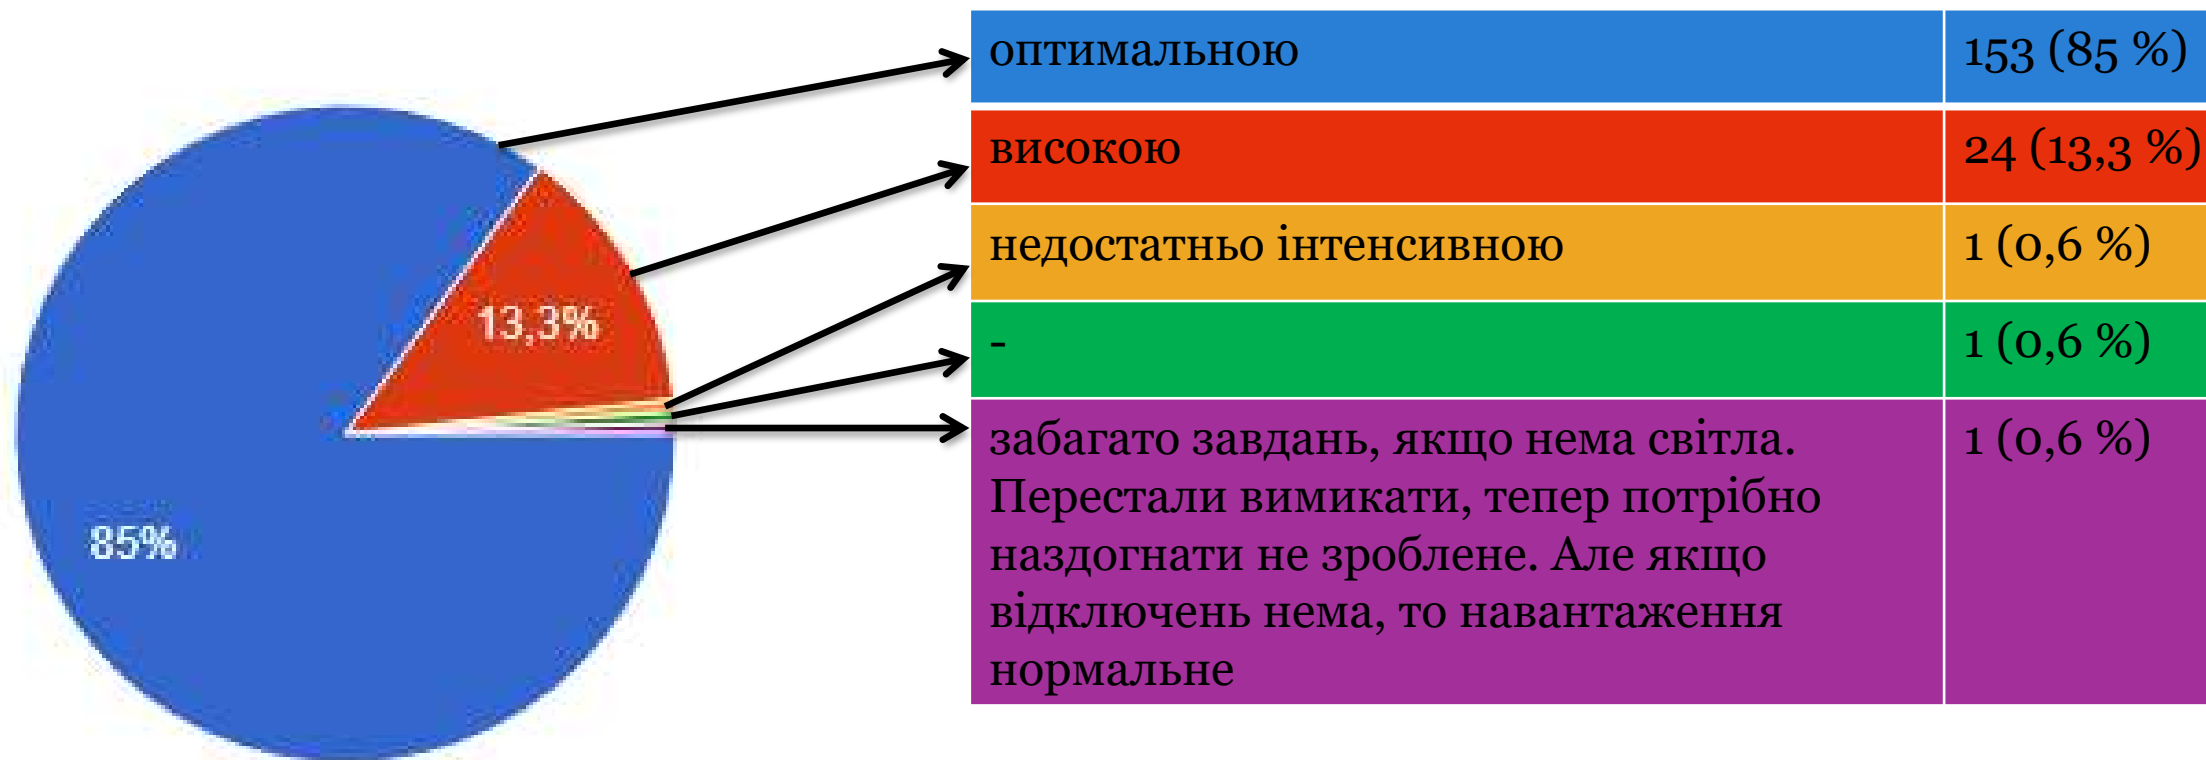 оптимальною 153 (85 %)
високою 24 (13,3 %)
недостатньо інтенсивною 1 (0,6 %)
- 1 (0,6 %)
забагато завдань, якщо нема світла. 1 (0,6 %)
Перестали вимикати, тепер потрібно
наздогнати не зроблене. Але якщо
відключень нема, то навантаження
нормальне
13,3%
85%